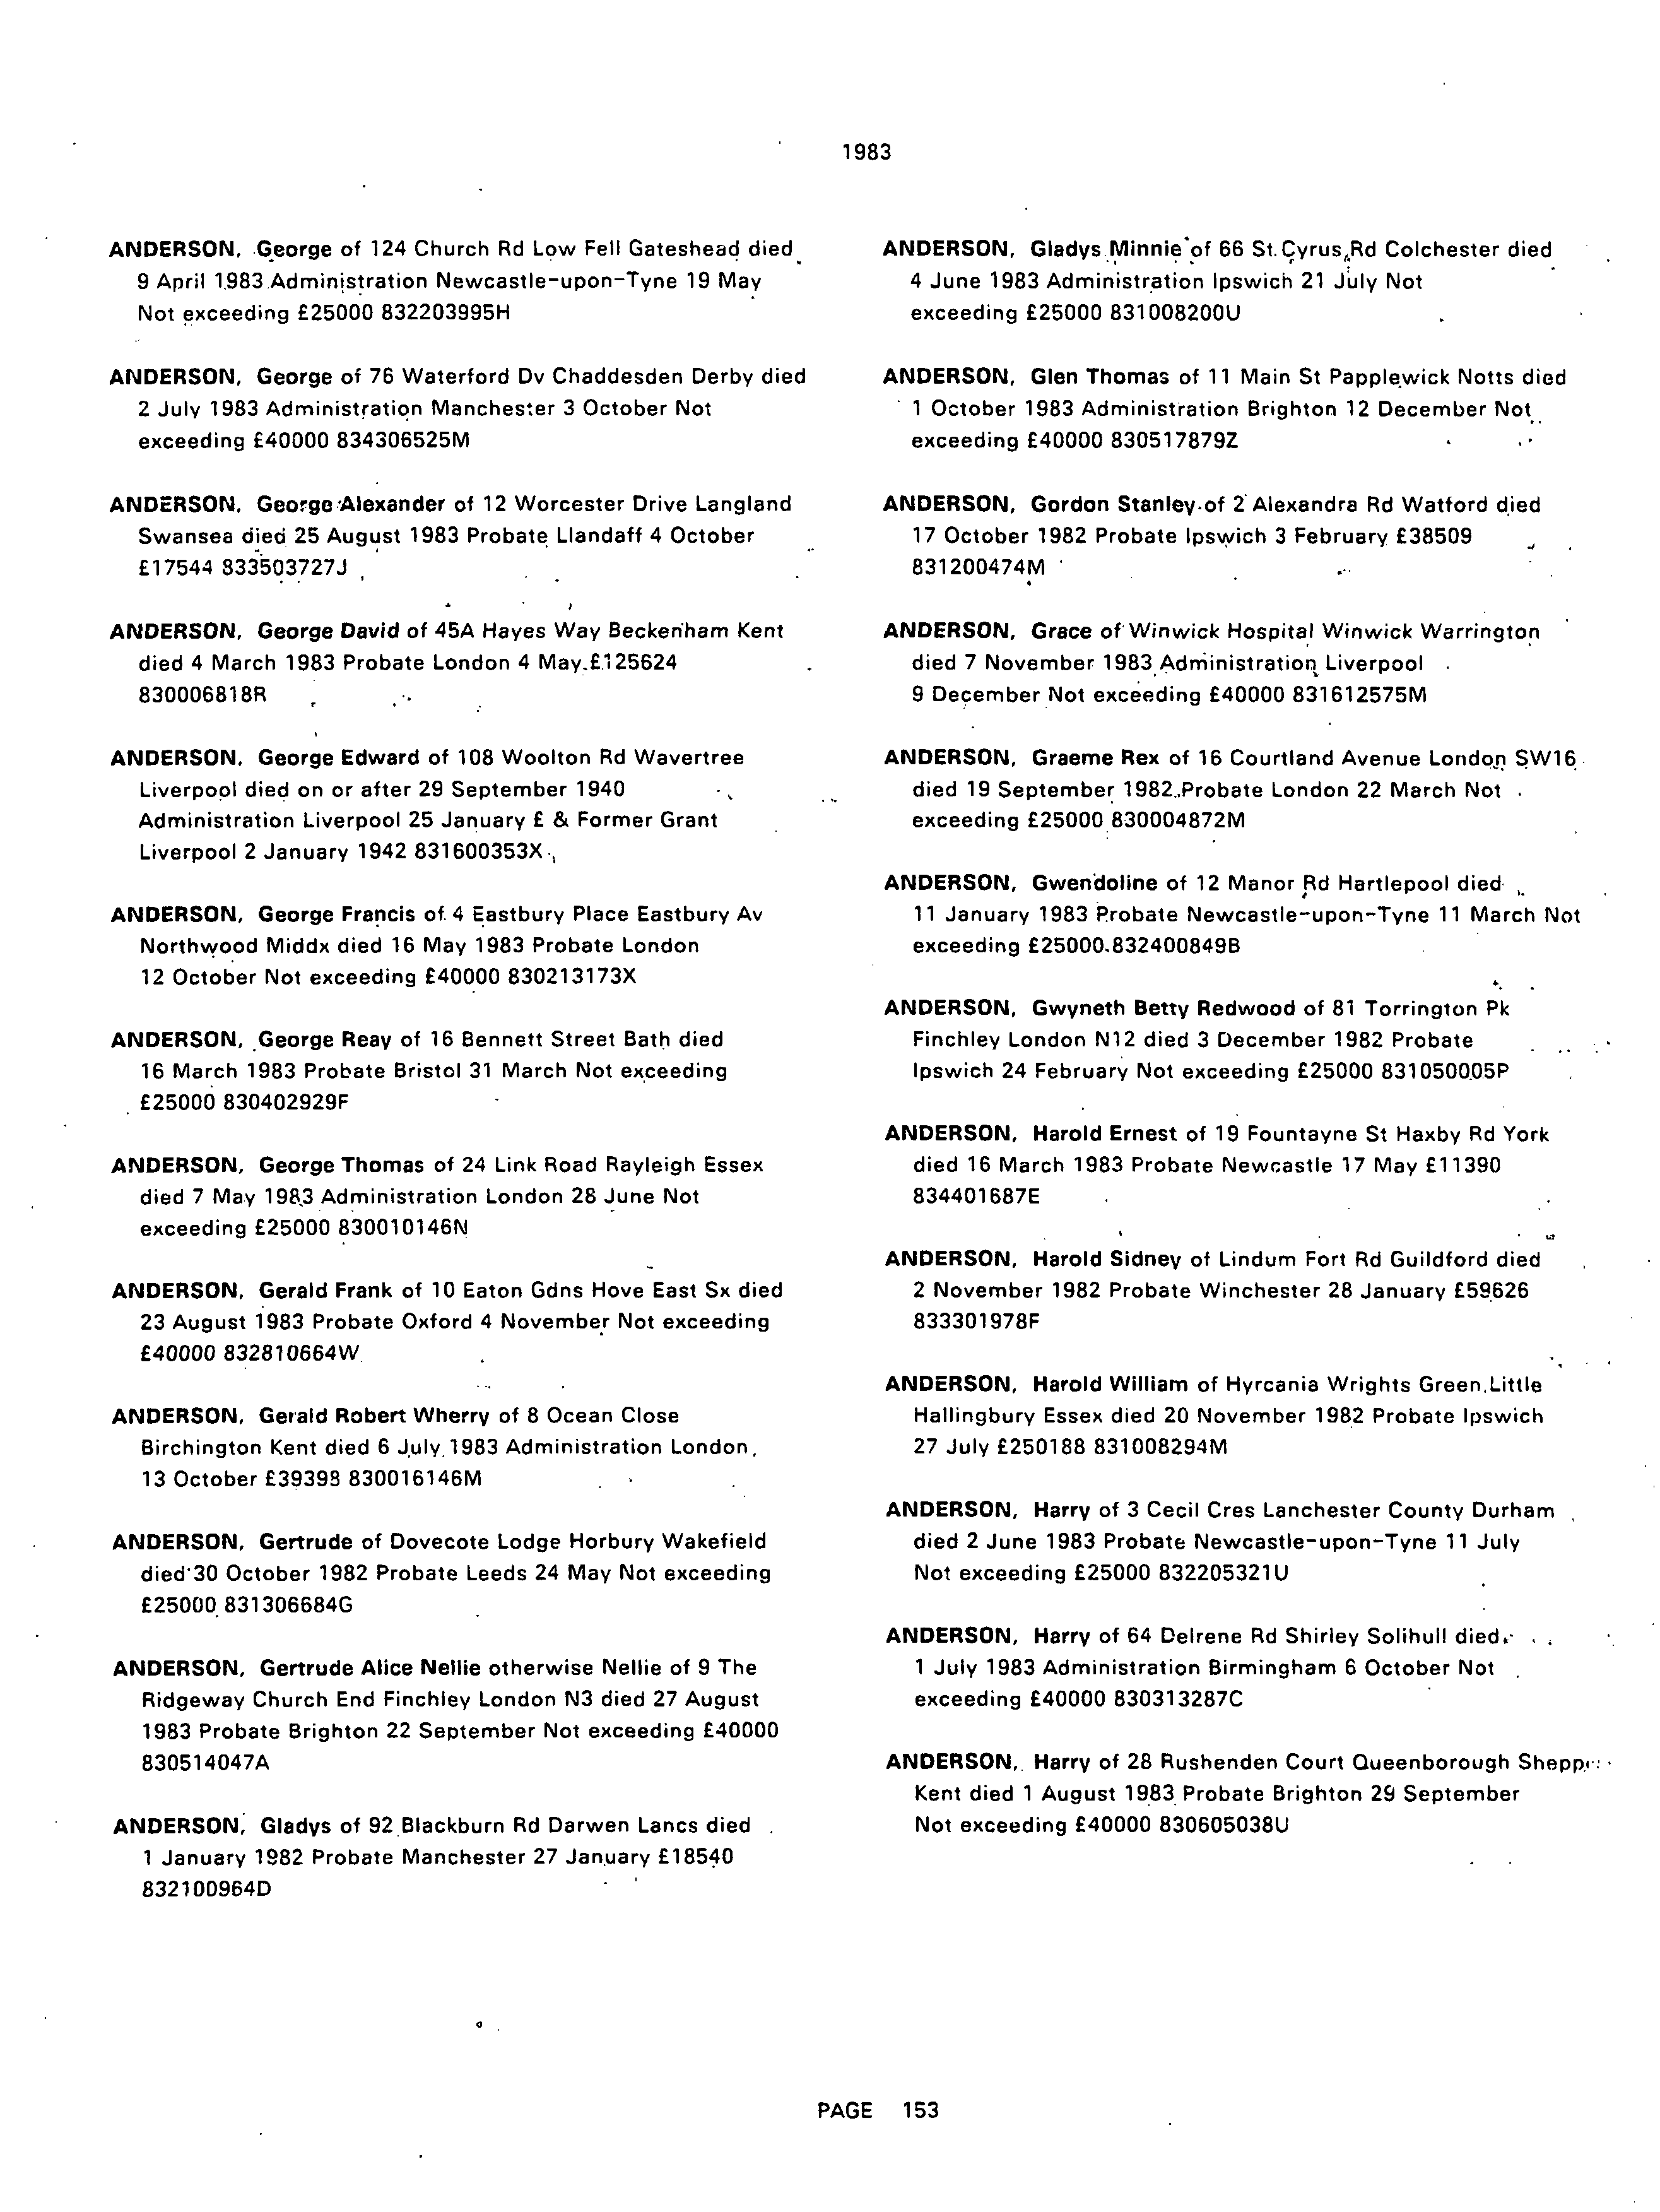 1983
ANDERSON, George of 124 Church Rd Low Fell Gateshead died
9 April 1983 Administration Newcastle-upon-Tyne 19 May
Not exceeding £25000 832203995H
ANDERSON, George of 76 Waterford Dv Chaddesden Derby died
2 July 1983 Administration Manchester 3 October Not
exceeding £40000 834306525M
ANDERSON, George Alexander of 12 Worcester Drive Langland
Swansea died 25 August 1983 Probate Llandaff 4 October
£17544 833503727J
ANDERSON, George David of 45A Hayes Way Beckenham Kent
died 4 March 1983 Probate London 4 May £125624
830006818R
ANDERSON, George Edward of 108 Woolton Rd Wavertree
Liverpool died on or after 29 September 1940
Administration Liverpool 25 January £ & Former Grant
Liverpool 2 January 1942 831600353X
ANDERSON, George Francis of 4 Eastbury Place Eastbury Av
Northwood Middx died 16 May 1983 Probate London
12 October Not exceeding £40000 830213173X
ANDERSON, George Reay of 16 Bennett Street Bath died
16 March 1983 Probate Bristol 31 March Not exceeding
£25000 830402929F
ANDERSON, George Thomas of 24 Link Road Rayleigh Essex
died 7 May 1983 Administration London 28 June Not
exceeding £25000 830010146N
ANDERSON, Gerald Frank of 10 Eaton Gdns Hove East Sx died
23 August 1983 Probate Oxford 4 November Not exceeding
£40000 832810664W
ANDERSON, Gerald Robert Wherry of 8 Ocean Close
Birchington Kent died 6 July 1983 Administration London
13 October £39398 830016146M
ANDERSON, Gertrude of Dovecote Lodge Horbury Wakefield
died 30 October 1982 Probate Leeds 24 May Not exceeding
£25000 831306684G
ANDERSON, Gertrude Alice Nellie otherwise Nellie of 9 The
Ridgeway Church End Finchley London N3 died 27 August
1983 Probate Brighton 22 September Not exceeding £40000
830514047A
ANDERSON, Gladys of 92 Blackburn Rd Darwen Lancs died
1 January 1982 Probate Manchester 27 January £18540
832100964D
ANDERSON, Gladys Minnie of 66 St. Cyrus Rd Colchester died
4 June 1983 Administration Ipswich 21 July Not
exceeding £25000 831008200U
ANDERSON, Glen Thomas of 11 Main St Papplewick Notts died
1 October 1983 Administration Brighton 12 December Not
exceeding £40000 830517879Z
ANDERSON, Gordon Stanley of 2 Alexandra Rd Watford died
17 October 1982 Probate Ipswich 3 February £38509
831200474M
ANDERSON, Grace of Winwick Hospital Winwick Warrington
died 7 November 1983 Administration Liverpool
9 December Not exceeding £40000 831612575M
ANDERSON, Graeme Rex of 16 Courtland Avenue London SW16
died 19 September 1982 Probate London 22 March Not
exceeding £25000 830004872M
ANDERSON, Gwendoline of 12 Manor Rd Hartlepool died
11 January 1983 Probate Newcastle-upon-Tyne 11 March Not
exceeding £25000 832400849B
ANDERSON, Gwyneth Betty Redwood of 81 Torrington Pk
Finchley London N12 died 3 December 1982 Probate
Ipswich 24 February Not exceeding £25000 831050005P
ANDERSON, Harold Ernest of 19 Fountayne St Haxby Rd York
died 16 March 1983 Probate Newcastle 17 May £11390
834401687E
ANDERSON, Harold Sidney of Lindum Fort Rd Guildford died
2 November 1982 Probate Winchester 28 January £59626
833301978F
ANDERSON, Harold William of Hyrcania Wrights Green Little
Hallingbury Essex died 20 November 1982 Probate Ipswich
27 July £250188 831008294M
ANDERSON, Harry of 3 Cecil Cres Lanchester County Durham
died 2 June 1983 Probate Newcastle-upon-Tyne 11 July
Not exceeding £25000 832205321U
ANDERSON, Harry of 64 Delrene Rd Shirley Solihull died
1 July 1983 Administration Birmingham 6 October Not
exceeding £40000 830313287C
ANDERSON, Harry of 28 Rushenden Court Queenborough
Kent died 1 August 1983 Probate Brighton 29 September
Not exceeding £40000 830605038U
PAGE 153